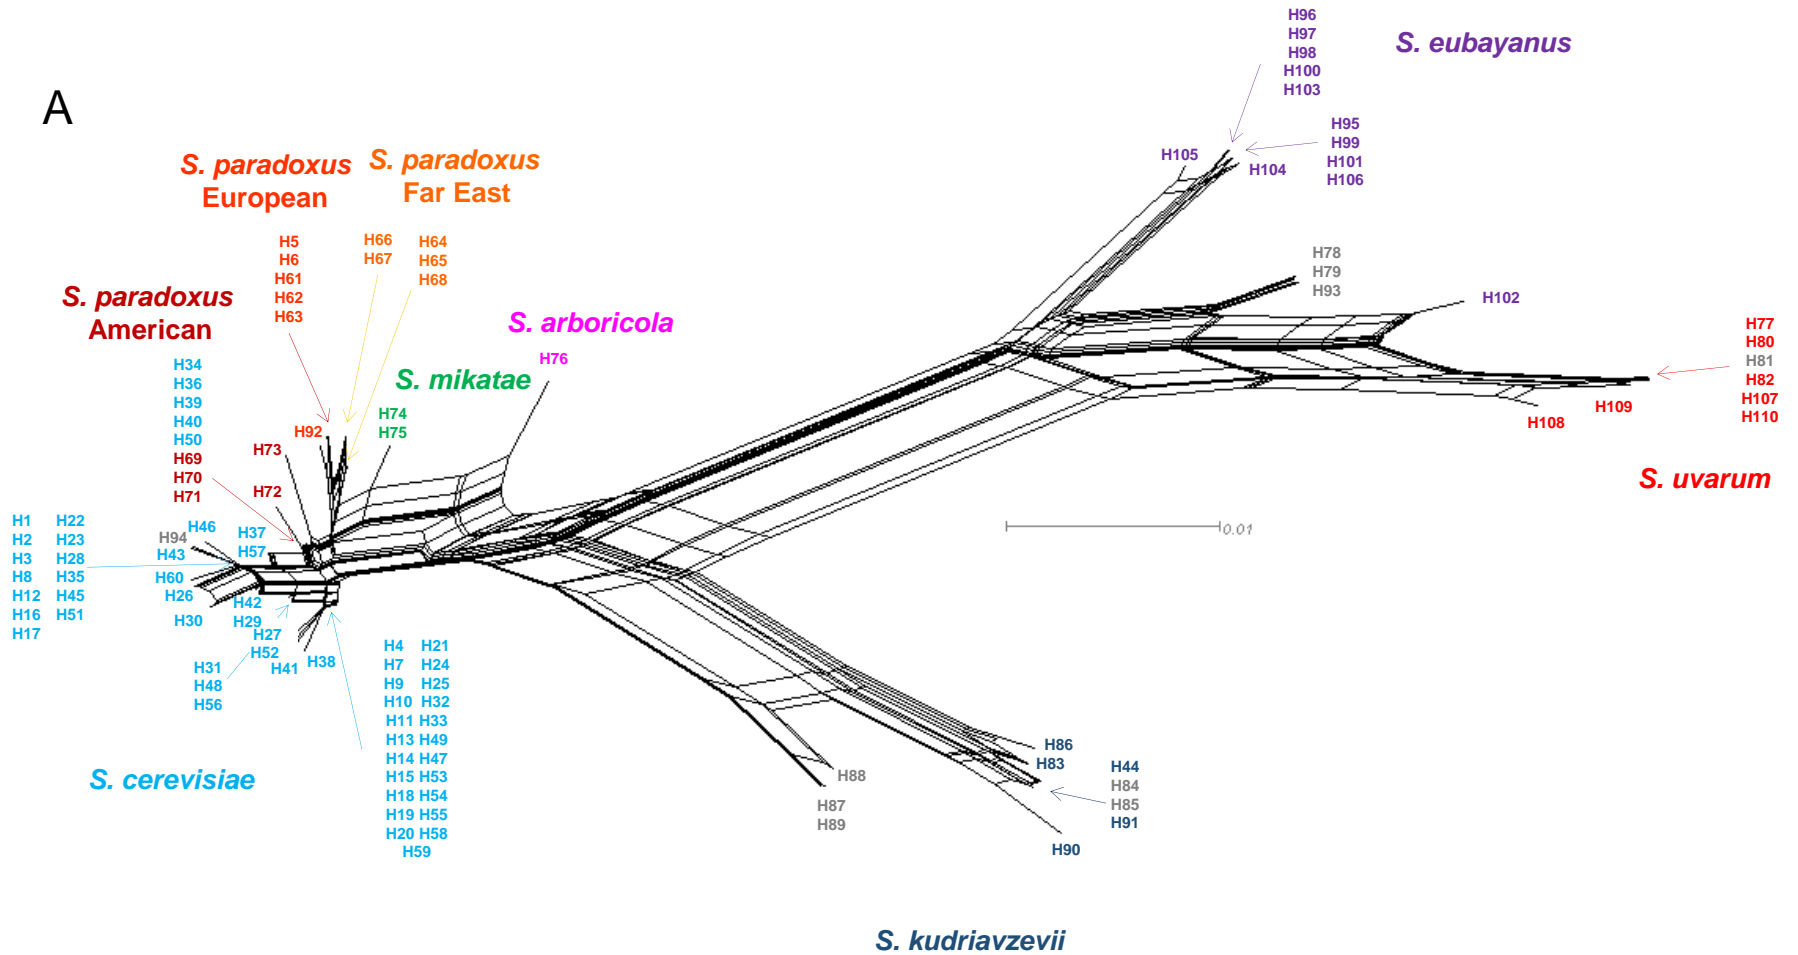 A
S. eubayanus
H96
H97
H98
H100
H103
H95
H99
H101
H106
H105
H104
S. paradoxus
European
S. paradoxus
Far East
H5
H6
H61
H62
H63
H66
H67
H64
H65
H68
S. paradoxus
American
H34
H36
H39
H40
H50
H69
H70
H71
S. arboricola
H76
S. mikatae
H74
H75
H92
H73
H72
H78
H79
H93
H102
H77
H80
H81
H82
H107
H110
H109
H108
S. uvarum
0.01
H1 H22
H2 H23
H3 H28
H8 H35
H12 H45
H16 H51
H17
H46
H94
H43
H37
H57
H60
H26
H30
H42
H29
H27
H52
H41
H38
H31
H48
H56
H4 H21
H7 H24
H9 H25
H10 H32
H11 H33
H13 H49
H14 H47
H15 H53
H18 H54
H19 H55
H20 H58
H59
S. cerevisiae
H88
H87
H89
H86
H83
H44
H84
H85
H91
H90
S. kudriavzevii